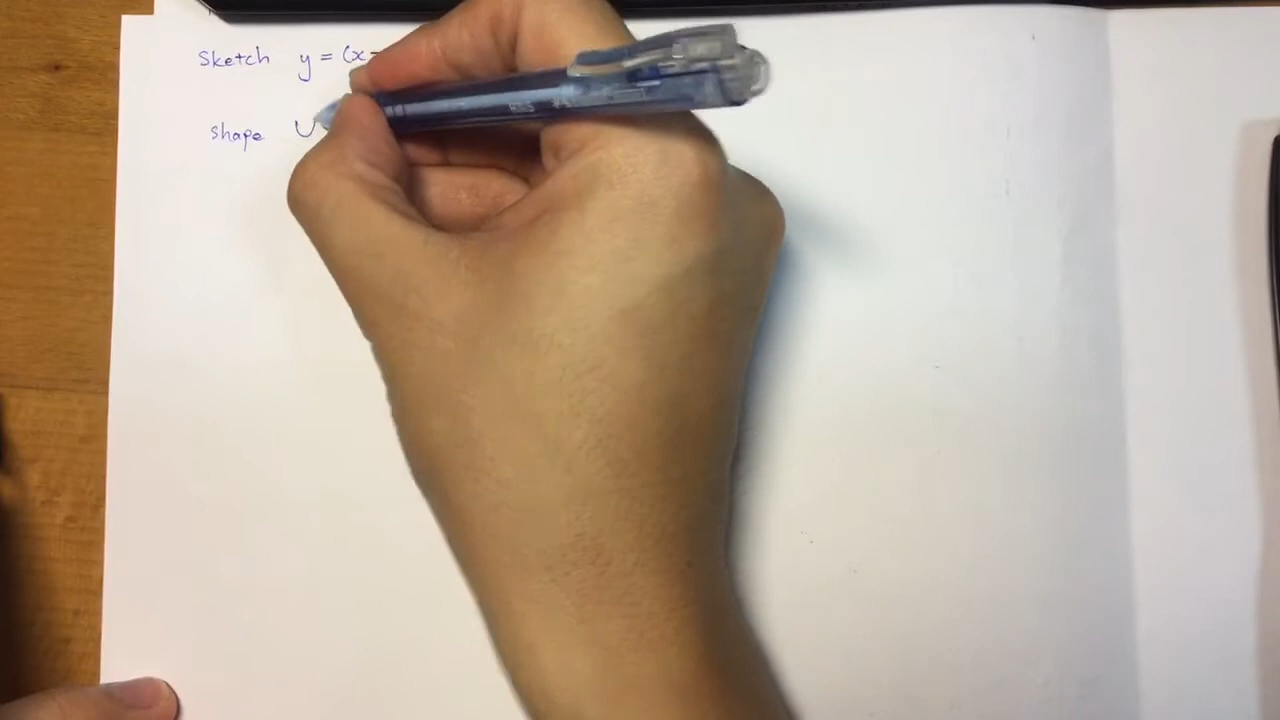 Sketch y = (x-
Shape ∪